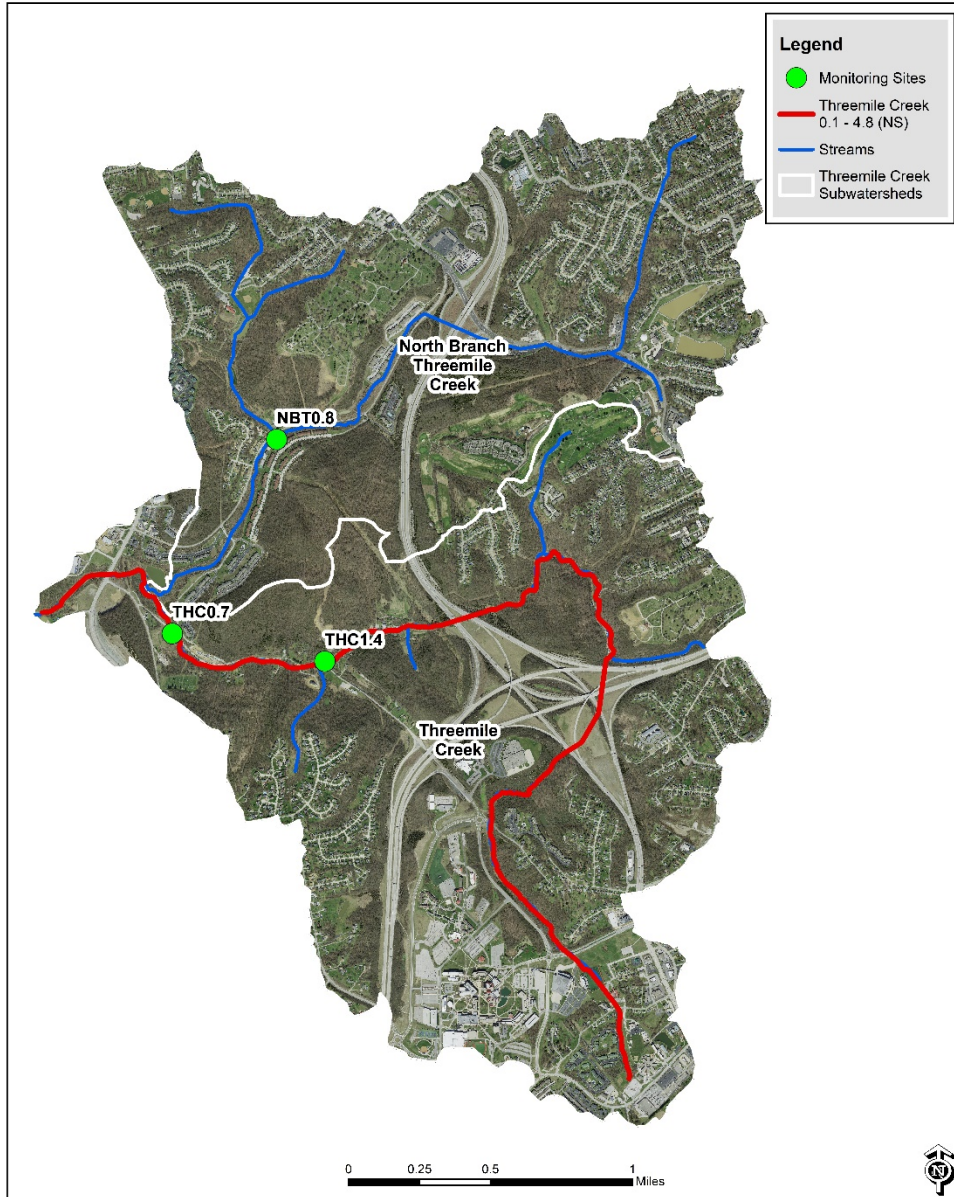 Legend
Monitoring Sites
Threemile Creek
0.1 - 4.8 (NS)
Streams
Threemile Creek
Subwatersheds
North Branch
Threemile
Creek
NBT0.8
THC0.7
THC1.4
Threemile
Creek
0 0.25 0.5 1
Miles
N